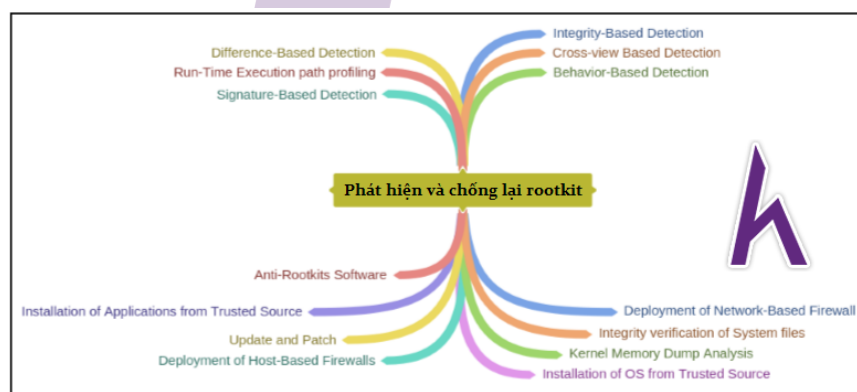 Difference-Based Detection
Run-Time Execution path profiling
Signature-Based Detection
Integrity-Based Detection
Cross-view Based Detection
Behavior-Based Detection
Phát hiện và chống lại rootkit
Anti-Rootkits Software
Installation of Applications from Trusted Source
Update and Patch
Deployment of Host-Based Firewalls
Deployment of Network-Based Firewall
Integrity verification of System files
Kernel Memory Dump Analysis
Installation of OS from Trusted Source